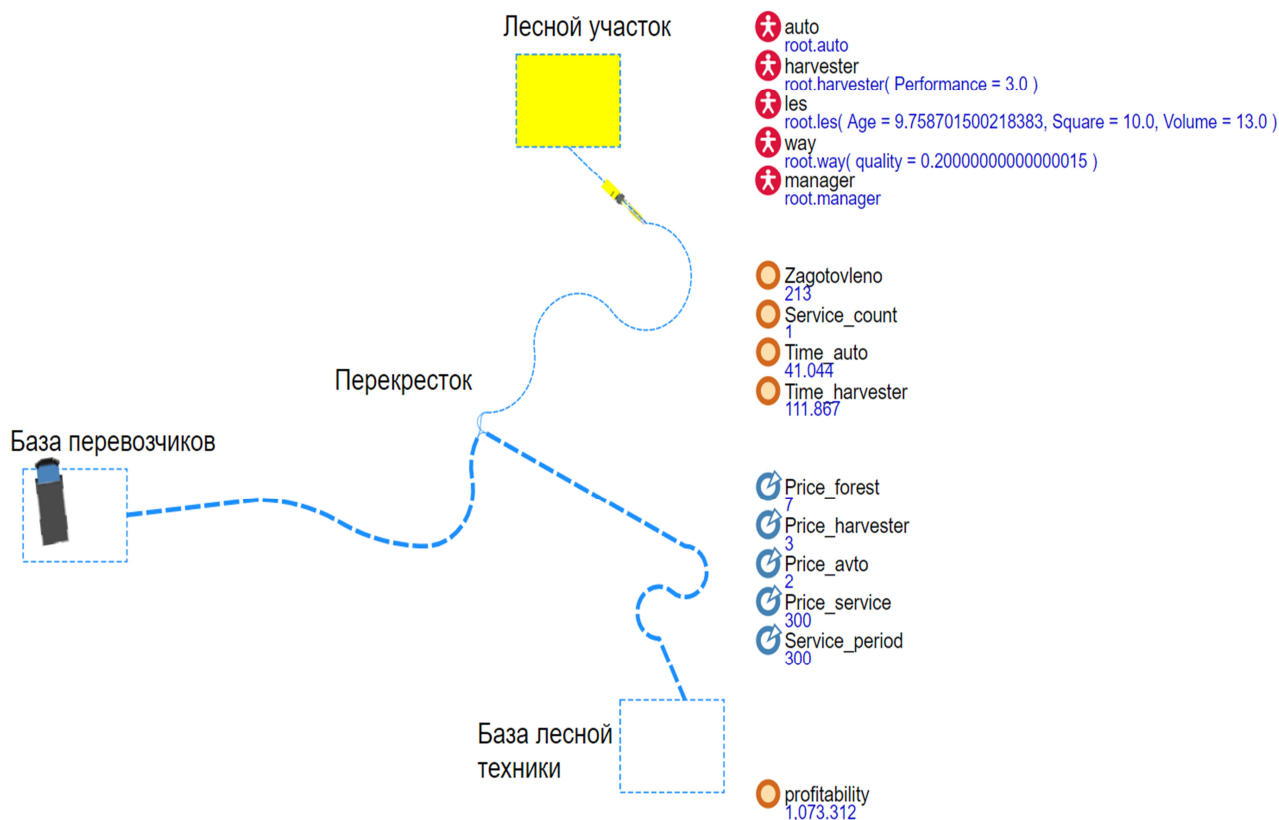 Лесной участок
Перекресток
База перевозчиков
База лесной
техники
auto
root.auto
harvester
root.harvester( Performance = 3.0 )
les
root.les( Age = 9.758701500218383, Square = 10.0, Volume = 13.0 )
way
root.way( quality = 0.20000000000000015 )
manager
root.manager
Zagotovleno
213
Service_count
1
Time_auto
41.044
Time_harvester
111.867
Price_forest
7
Price_harvester
3
Price_avto
2
Price_service
300
Service_period
300
profitability
1.073.312